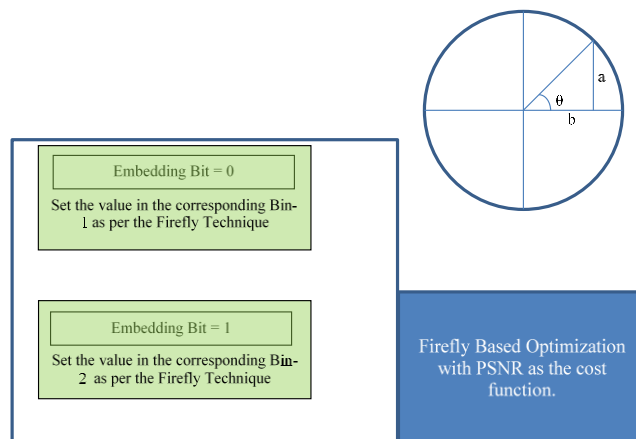 a
θ
b
Embedding Bit = 0
Set the value in the corresponding Bin-
1 as per the Firefly Technique
Embedding Bit = 1
Set the value in the corresponding Bin-
2 as per the Firefly Technique
Firefly Based Optimization
with PSNR as the cost
function.